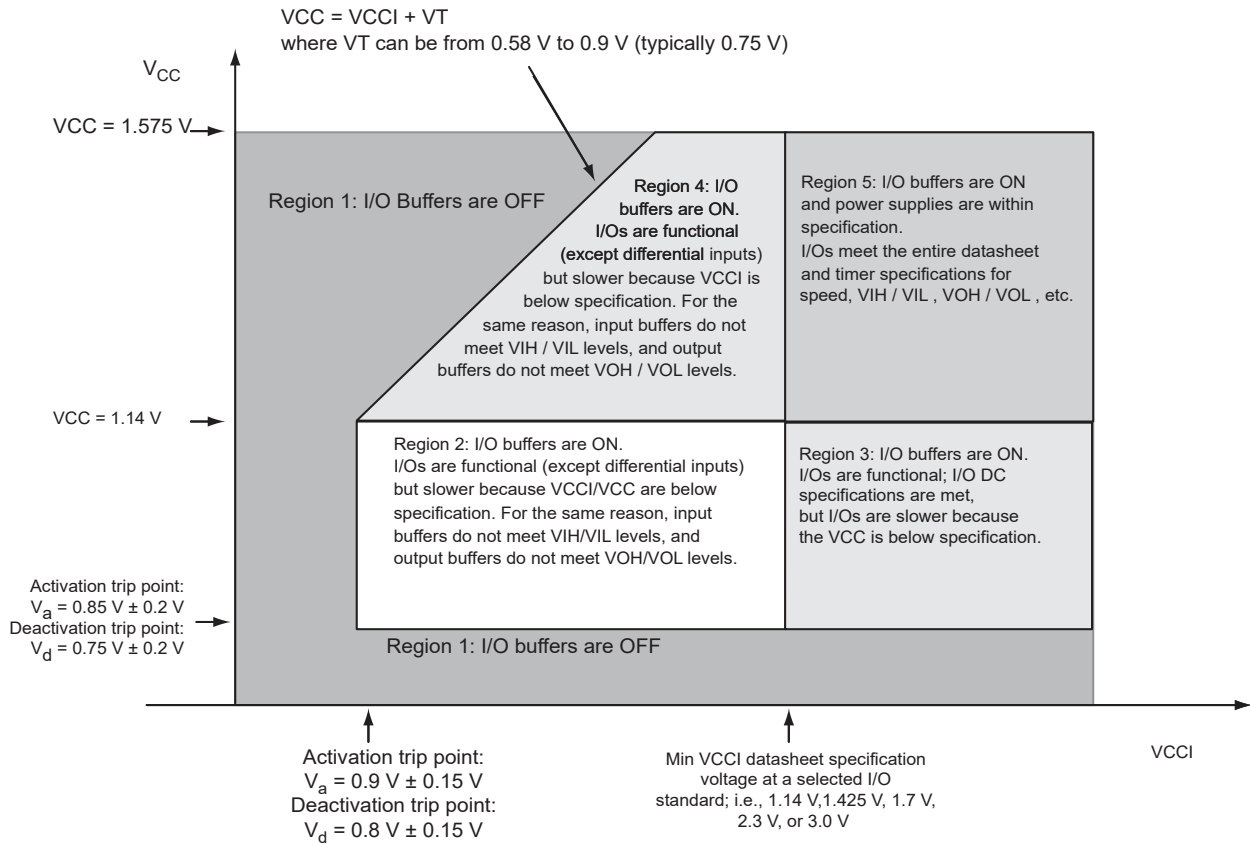 VCC = VCCI + VT
where VT can be from 0.58 V to 0.9 V (typically 0.75 V)
VCC
VCC = 1.575 V
Region 1: I/O Buffers are OFF
Region 4: I/O
buffers are ON.
I/Os are functional
(except differential inputs)
but slower because VCCI is
below specification. For the
same reason, input buffers do not
meet VIH / VIL levels, and output
buffers do not meet VOH / VOL levels.
Region 5: I/O buffers are ON
and power supplies are within
specification.
I/Os meet the entire datasheet
and timer specifications for
speed, VIH / VIL , VOH / VOL , etc.
VCC = 1.14 V
Region 2: I/O buffers are ON.
I/Os are functional (except differential inputs)
but slower because VCCI/VCC are below
specification. For the same reason, input
buffers do not meet VIH/VIL levels, and
output buffers do not meet VOH/VOL levels.
Region 3: I/O buffers are ON.
I/Os are functional; I/O DC
specifications are met,
but I/Os are slower because
the VCC is below specification.
Activation trip point:
Va = 0.85 V ± 0.2 V
Deactivation trip point:
Vd = 0.75 V ± 0.2 V
Region 1: I/O buffers are OFF
Activation trip point:
Va = 0.9 V ± 0.15 V
Deactivation trip point:
Vd = 0.8 V ± 0.15 V
Min VCCI datasheet specification
voltage at a selected I/O
standard; i.e., 1.14 V,1.425 V, 1.7 V,
2.3 V, or 3.0 V
VCCI